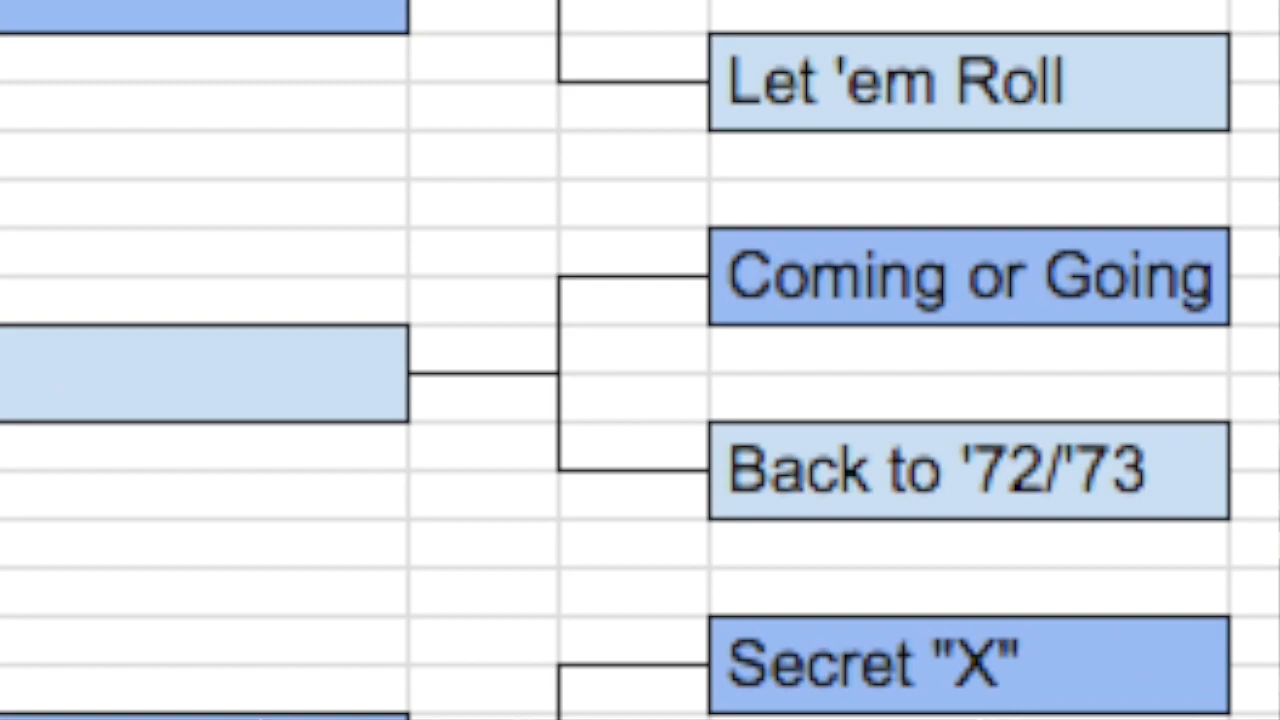 Let 'em Roll
Coming or Going
Back to '72/'73
Secret "X"